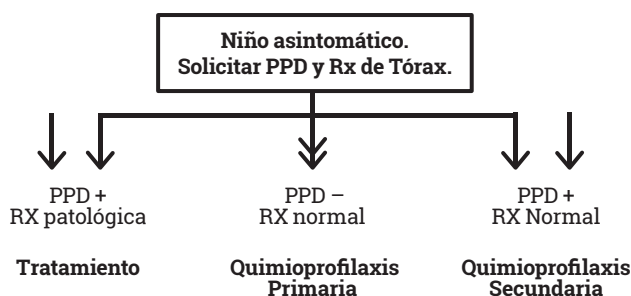 Niño asintomático.
Solicitar PPD y Rx de Tórax.
PPD +
RX patológica
Tratamiento
PPD –
RX normal
Quimioprofilaxis
Primaria
PPD +
RX Normal
Quimioprofilaxis
Secundaria